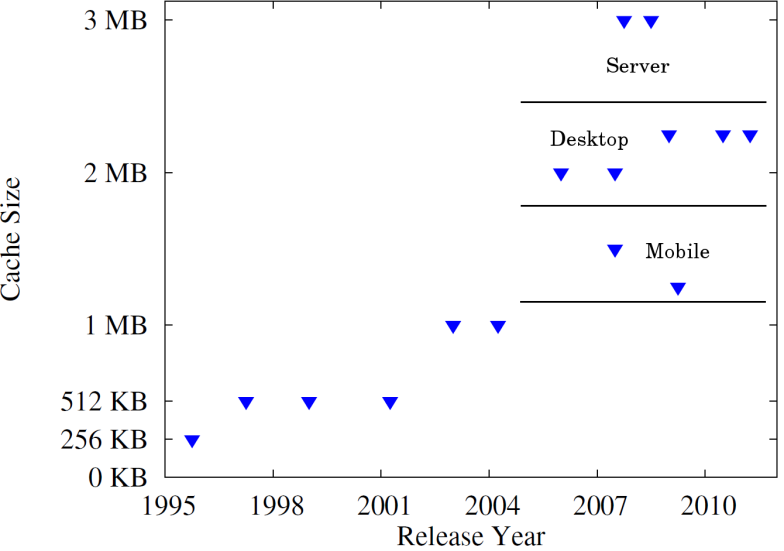 3 MB
Server
Desktop
2 MB
Cache Size
Mobile
1 MB
512 KB
256 KB
0 KB
1995 1998 2001 2004 2007 2010
Release Year